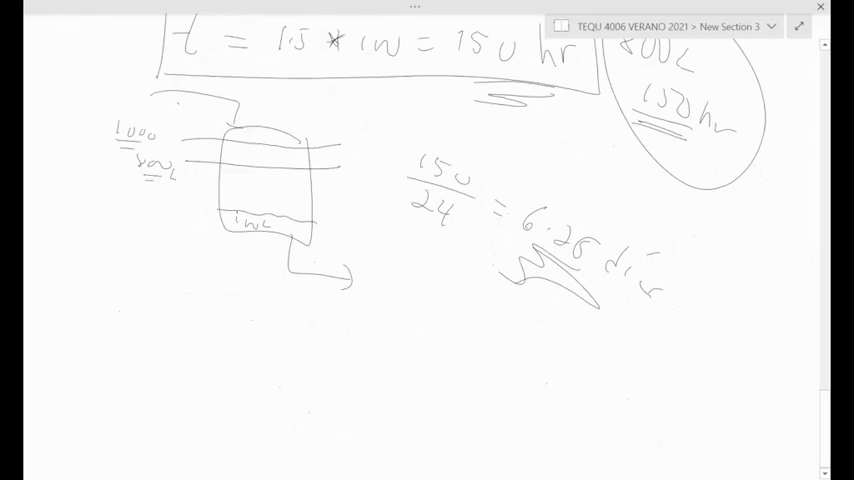 TEQU 4006 VERANO 2021 > New Section 3
t = 1.5 * 100 = 150 hr
800L
150 hr
1000
800L
100L
150
24
= 6.25 días